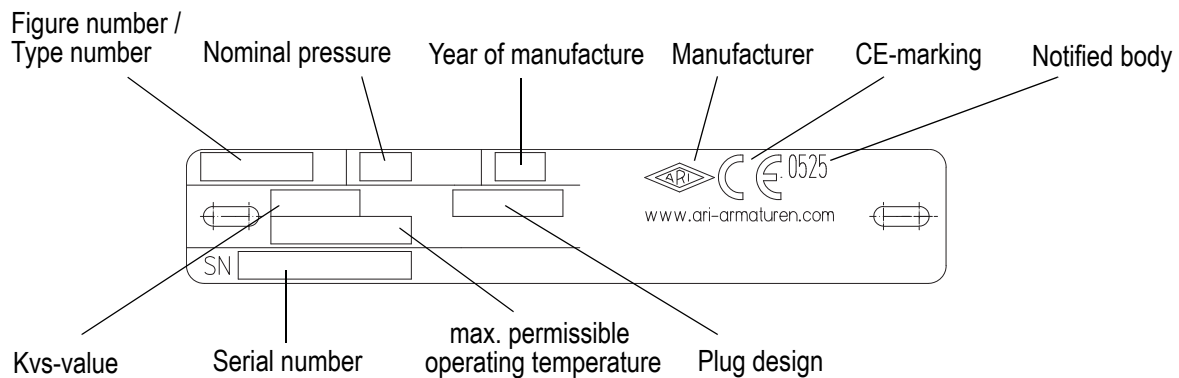 Figure number /
Type number
Nominal pressure
Year of manufacture
Manufacturer
CE-marking
Notified body
ARI
CE
0525
www.ari-armaturen.com
SN
Kvs-value
Serial number
max. permissible
operating temperature
Plug design